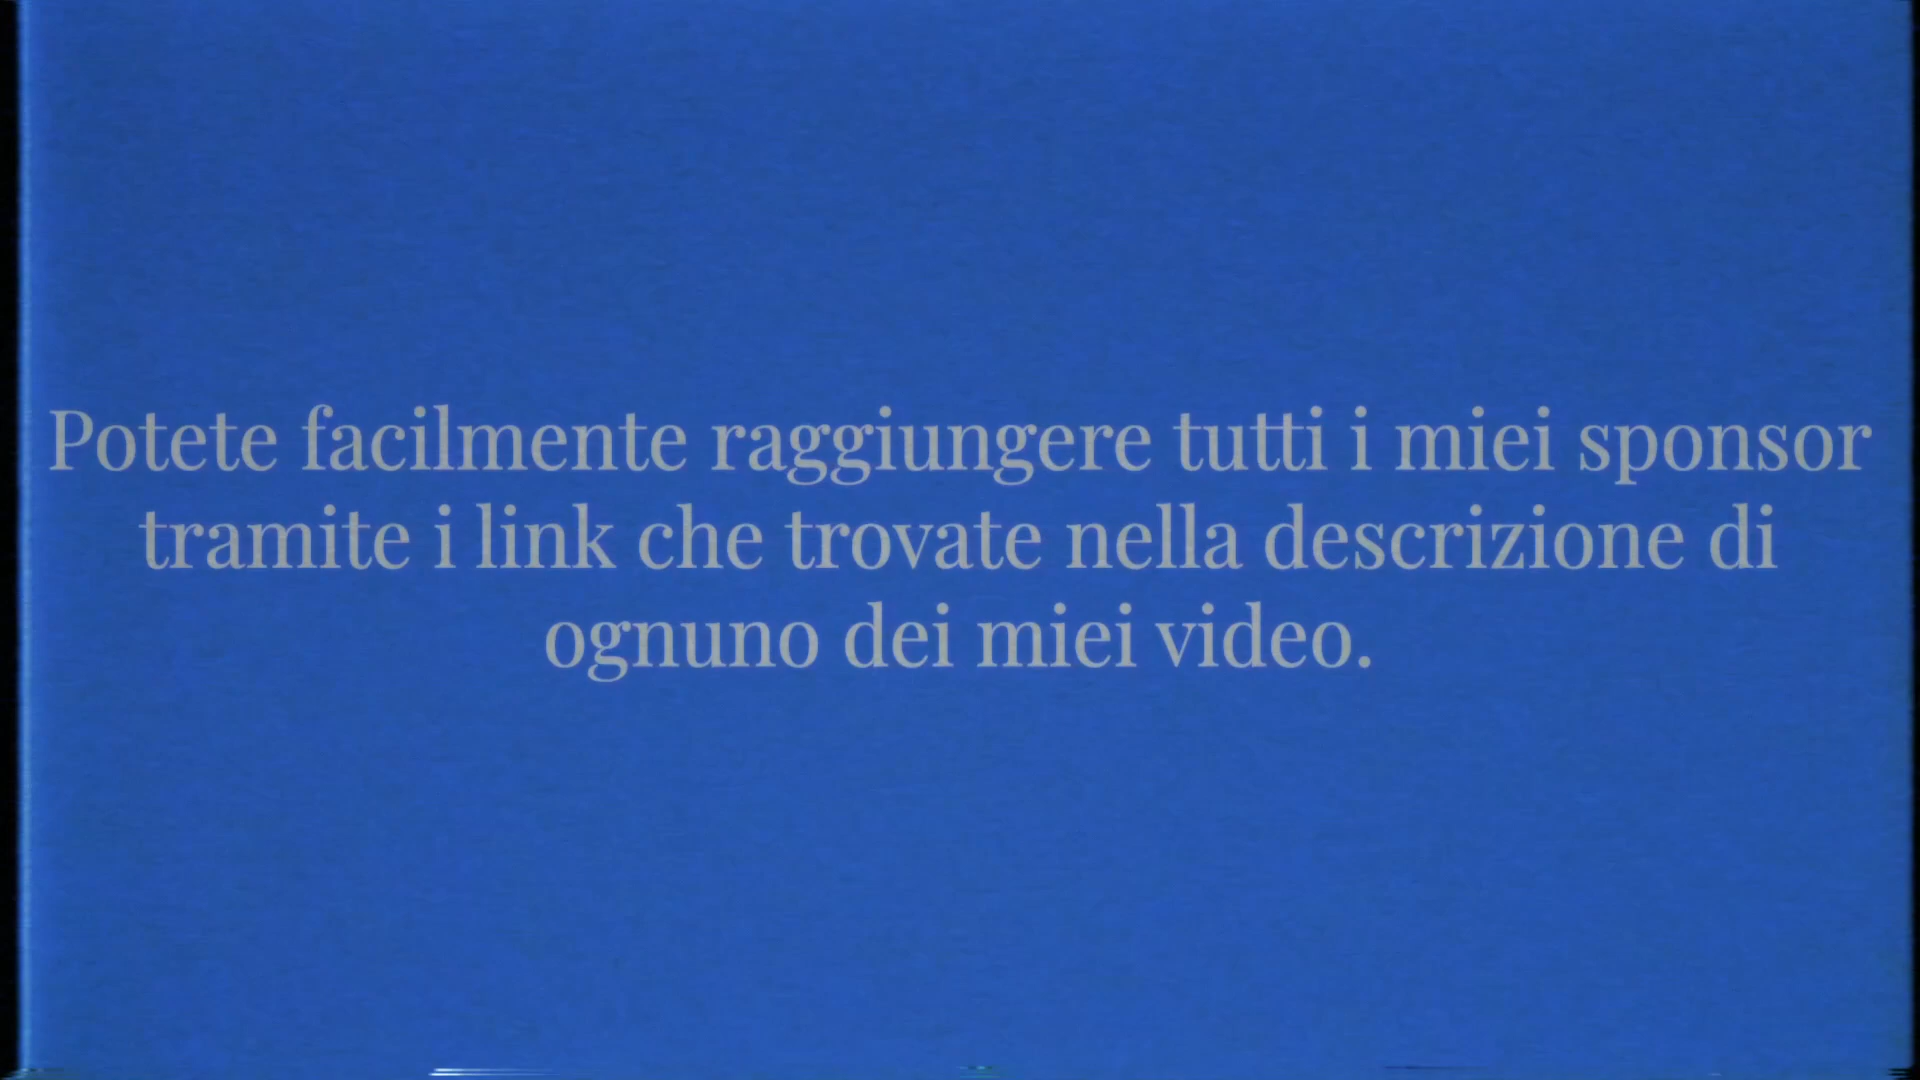 Potete facilmente raggiungere tutti i miei sponsor
tramite i link che trovate nella descrizione di
ognuno dei miei video.